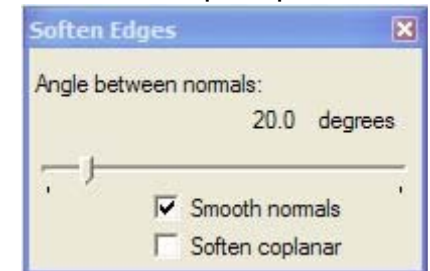 Soften Edges
Angle between normals:
20.0 degrees
Smooth normals
Soften coplanar